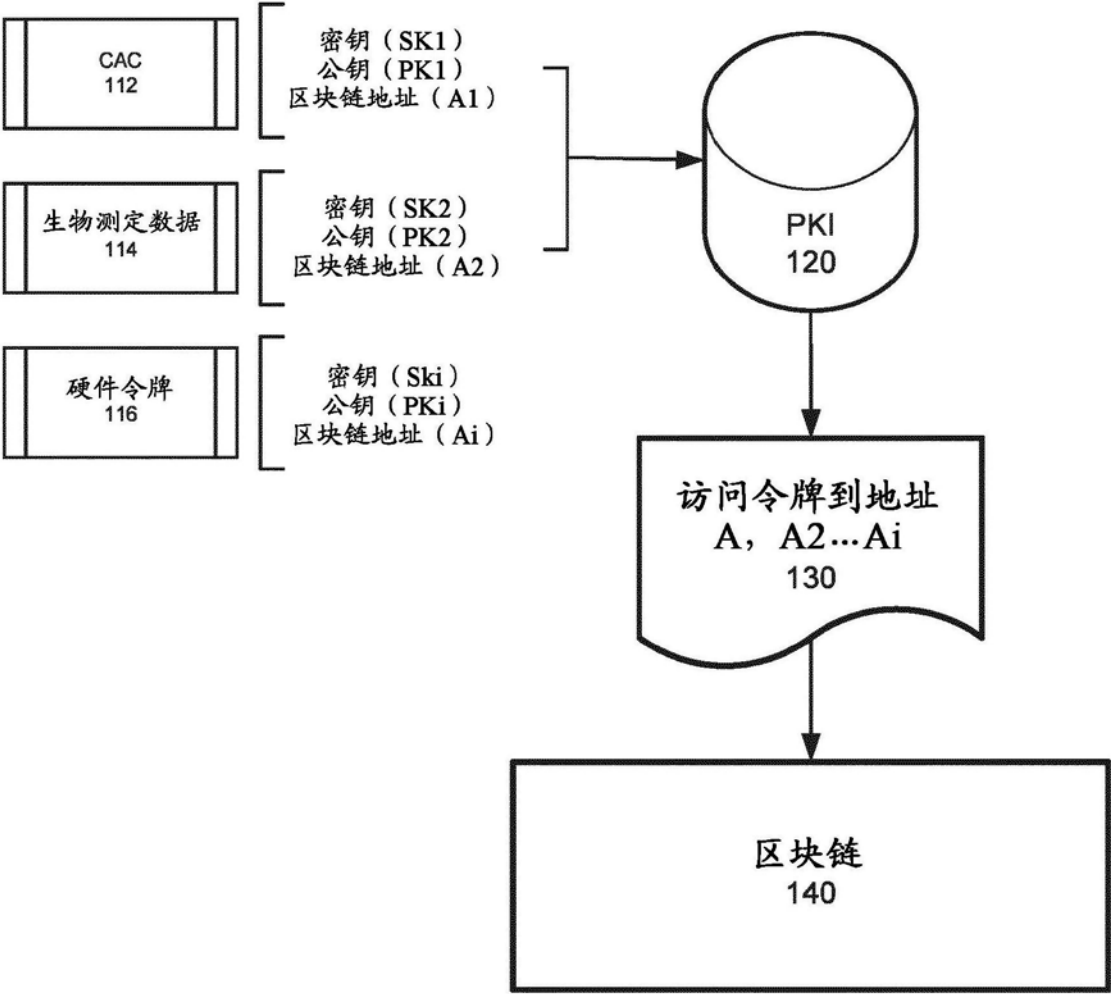 CAC
112
密钥（SK1）
公钥（PK1）
区块链地址（A1）
生物测定数据
114
密钥（SK2）
公钥（PK2）
区块链地址（A2）
硬件令牌
116
密钥（Ski）
公钥（PKi）
区块链地址（Ai）
PKI
120
访问令牌到地址
A，A2...Ai
130
区块链
140